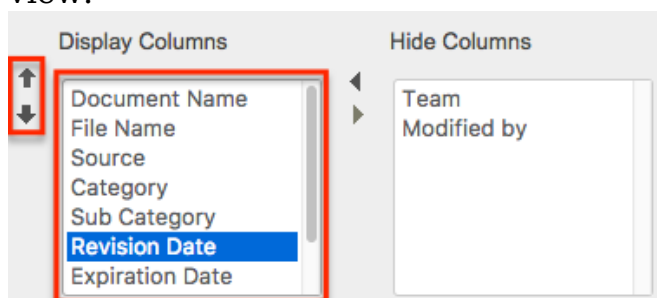 view.
Display Columns
Hide Columns
Document Name
File Name
Source
Category
Sub Category
Revision Date
Expiration Date
Team
Modified by